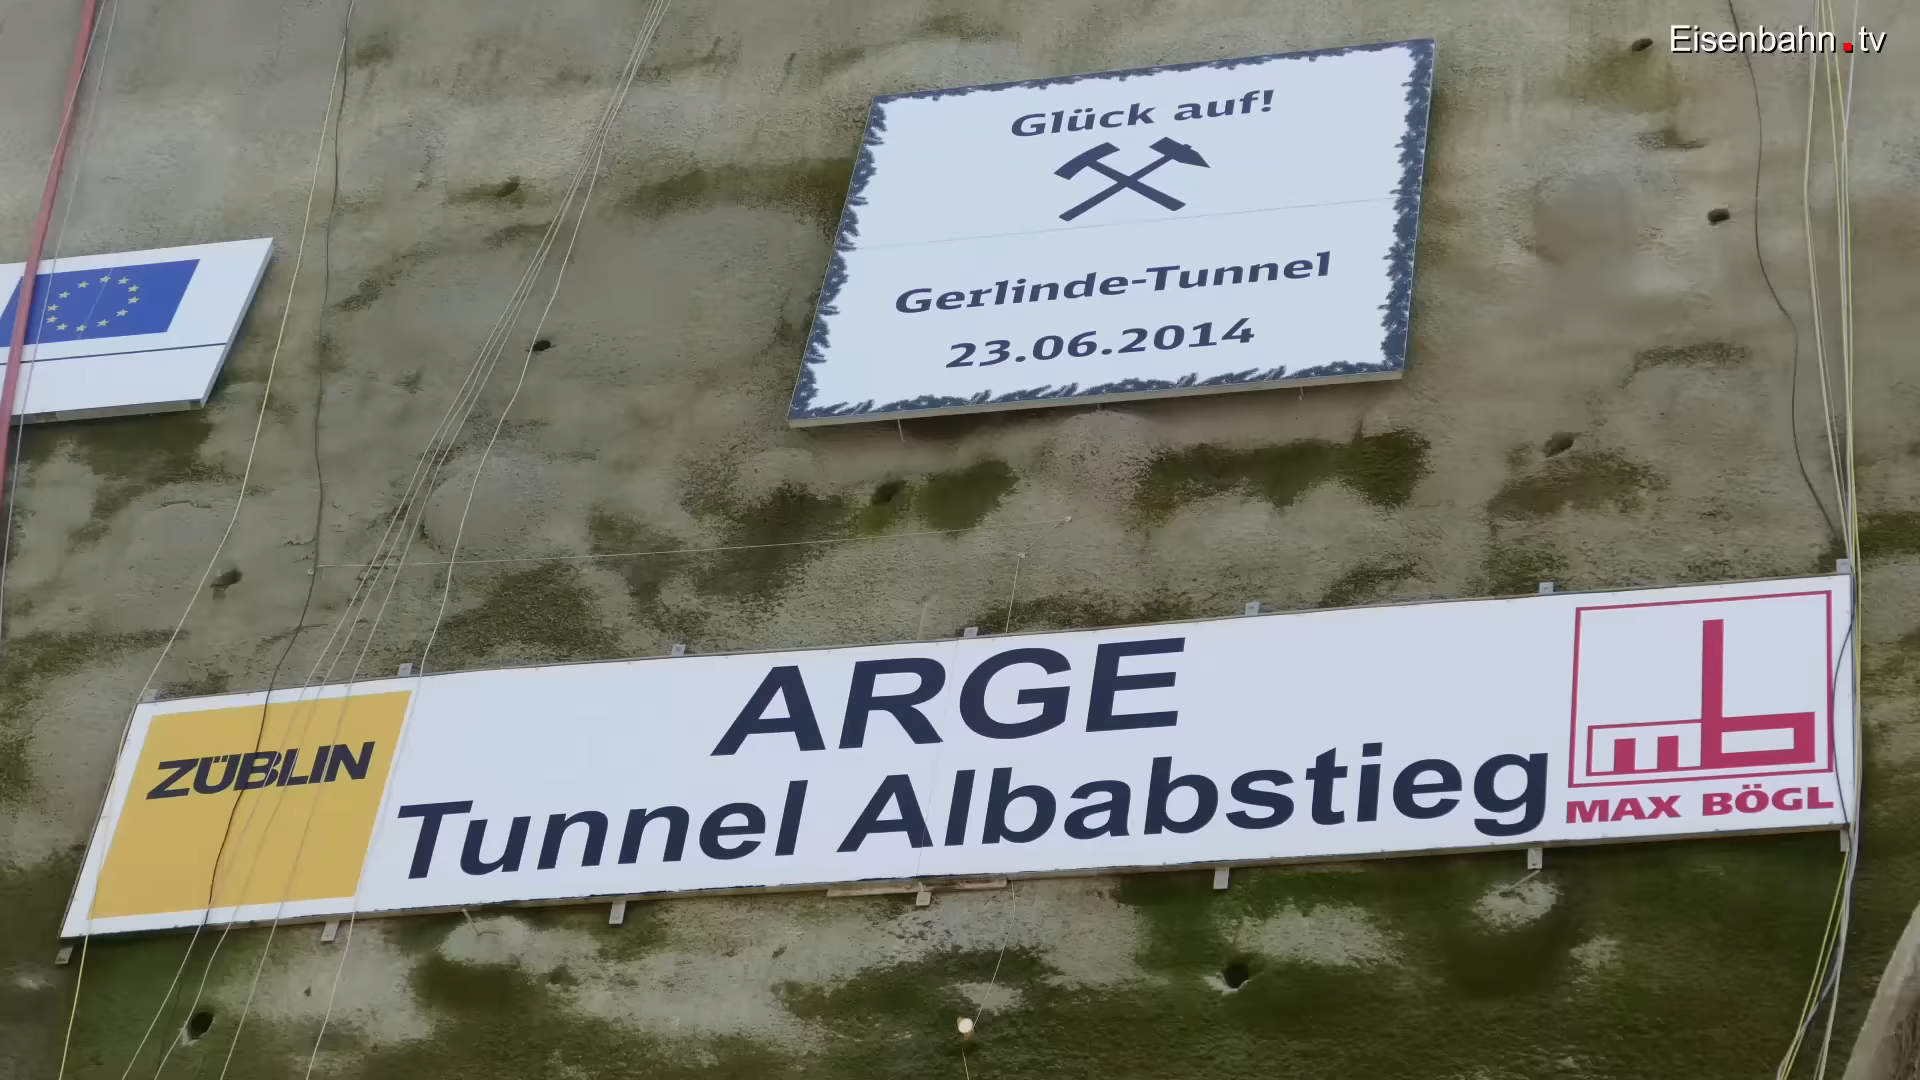 Eisenbahn.tv
Glück auf!
Gerlinde-Tunnel
23.06.2014
ZÜBLIN
ARGE
Tunnel Albabstieg
mb
MAX BÖGL